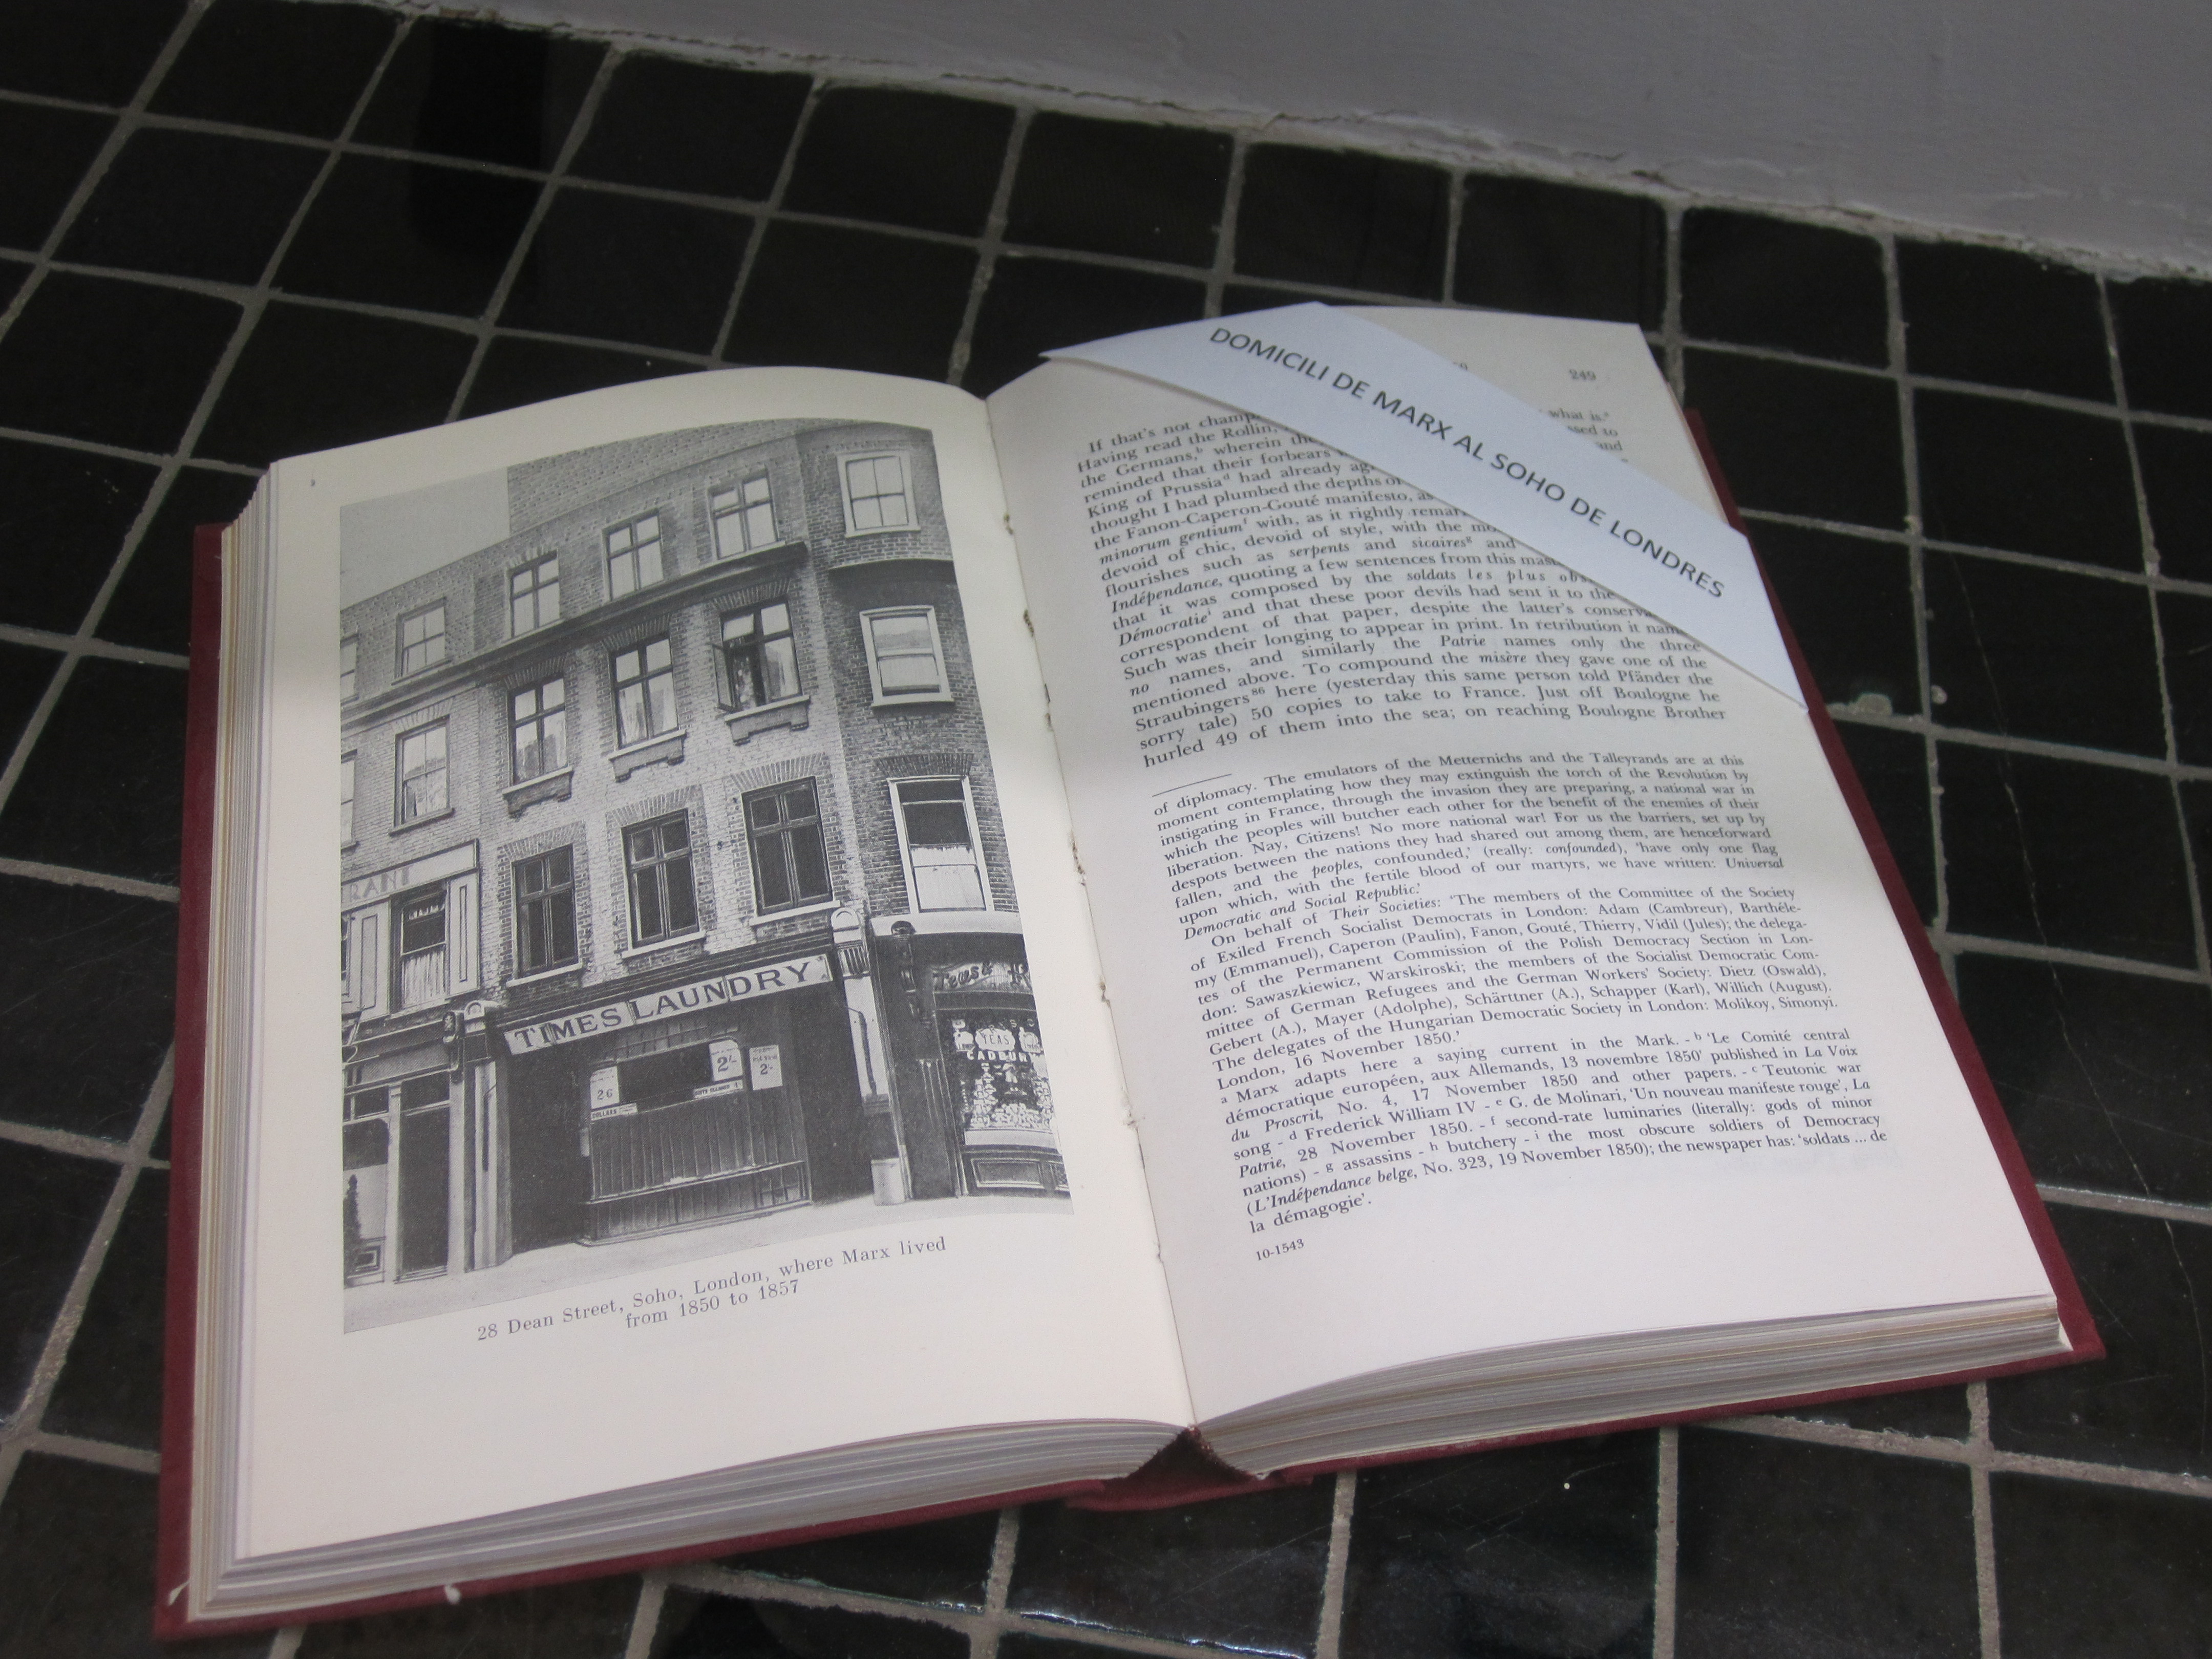 RANT
TIMES LAUNDRY
2/-
2/-
2 6
COLLARS
TEAS
CADBURY
28 Dean Street, Soho, London, where Marx lived
from 1850 to 1857
DOMICILI DE MARX AL SOHO DE LONDRES
249
what is.ª
If that's not
Having read the Rollin,
the Germans,ᵇ wherein
and
reminded that their forbears
King of Prussiaᵈ had already
thought I had plumbed the depths
the Fanon-Caperon-Gouté manifesto, as
minorum gentiumᶠ with, as it rightly
devoid of chic, devoid of style, with the
flourishes such as serpents and sicairesᵍ and
Indépendance, quoting a few sentences from this
that it was composed by the soldats les plus
Démocratieⁱ and that these poor devils had sent it to the
correspondent of that paper, despite the latter's
Such was their longing to appear in print. In retribution it
no names, and similarly the Patrie names only the three
mentioned above. To compound the misère they gave one of the
Straubingers⁸⁶ here (yesterday this same person told Pfänder the
sorry tale) 50 copies to take to France. Just off Boulogne he
hurled 49 of them into the sea; on reaching Boulogne Brother
of diplomacy. The emulators of the Metternichs and the Talleyrands are at this
moment contemplating how they may extinguish the torch of the Revolution by
instigating in France, through the invasion they are preparing, a national war in
which the peoples will butcher each other for the benefit of the enemies of their
liberation. Nay, Citizens! No more national war! For us the barriers, set up by
despots between the nations they had shared out among them, are henceforward
fallen, and the peoples, confounded,' (really: confounded), 'have only one flag
upon which, with the fertile blood of our martyrs, we have written: Universal
Democratic and Social Republic.'
On behalf of Their Societies: 'The members of the Committee of the Society
of Exiled French Socialist Democrats in London: Adam (Cambreur), Barthéle-
my (Emmanuel), Caperon (Paulin), Fanon, Gouté, Thierry, Vidil (Jules); the delega-
tes of the Permanent Commission of the Polish Democracy Section in Lon-
don: Sawaszkiewicz, Warskiroski; the members of the Socialist Democratic Com-
mittee of German Refugees and the German Workers' Society: Dietz (Oswald),
Gebert (A.), Mayer (Adolphe), Schärttner (A.), Schapper (Karl), Willich (August).
The delegates of the Hungarian Democratic Society in London: Molikoy, Simonyi.
London, 16 November 1850.'
ª Marx adapts here a saying current in the Mark. - ᵇ 'Le Comité central
démocratique européen, aux Allemands, 13 novembre 1850' published in La Voix
du Proscrit, No. 4, 17 November 1850 and other papers. - ᶜ Teutonic war
song - ᵈ Frederick William IV - ᵉ G. de Molinari, 'Un nouveau manifeste rouge', La
Patrie, 28 November 1850. - ᶠ second-rate luminaries (literally: gods of minor
nations) - ᵍ assassins - ʰ butchery - ⁱ the most obscure soldiers of Democracy
(L'Indépendance belge, No. 323, 19 November 1850); the newspaper has: 'soldats ... de
la démagogie'.
10-1543